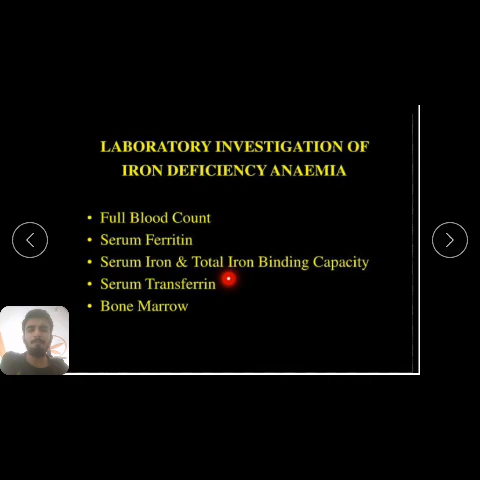 LABORATORY INVESTIGATION OF
IRON DEFICIENCY ANAEMIA
• Full Blood Count
• Serum Ferritin
• Serum Iron & Total Iron Binding Capacity
• Serum Transferrin
• Bone Marrow